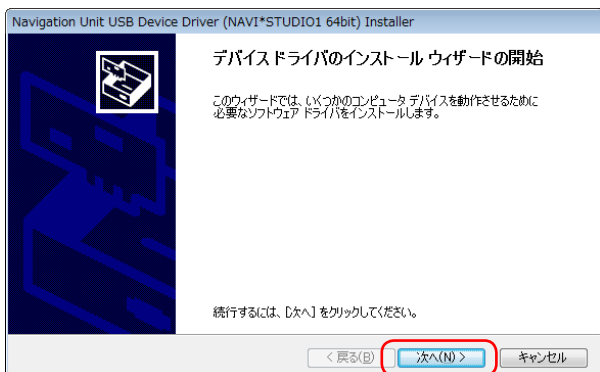 Navigation Unit USB Device Driver (NAVI*STUDIO1 64bit) Installer
デバイス ドライバのインストール ウィザードの開始
このウィザードでは、いくつかのコンピュータ デバイスを動作させるために
必要なソフトウェア ドライバをインストールします。
続行するには、[次へ] をクリックしてください。
< 戻る(B) 次へ(N) > キャンセル